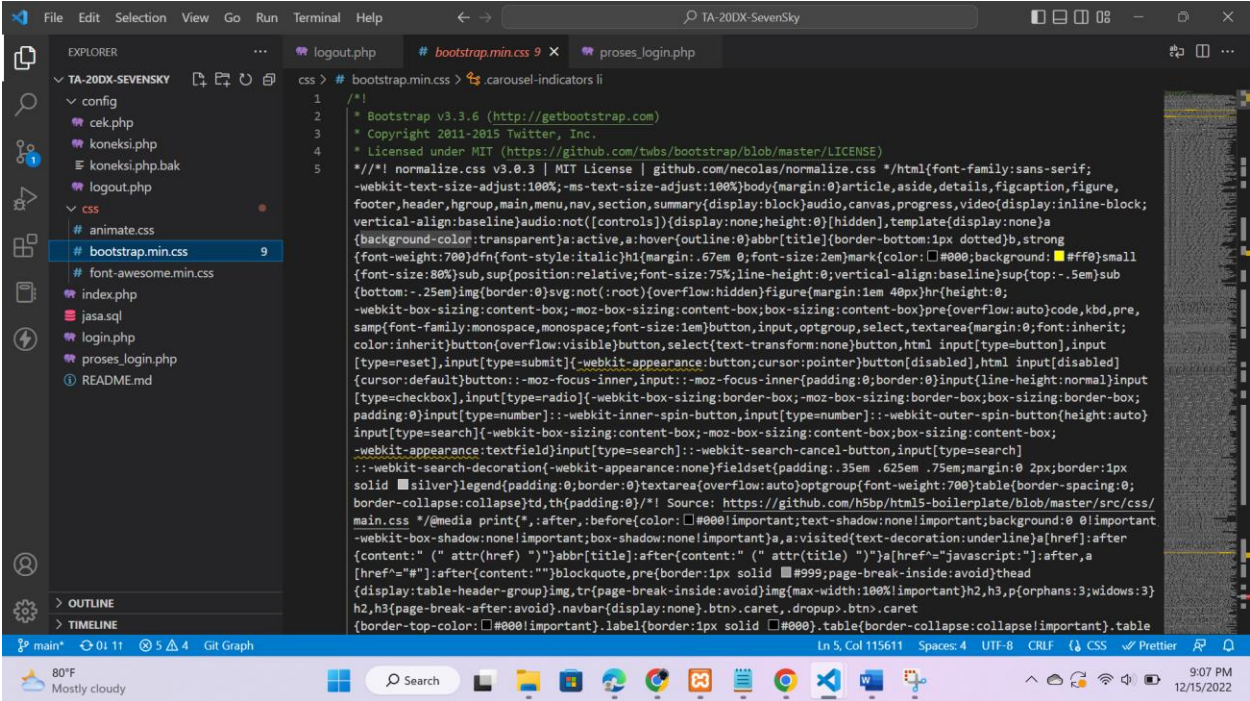 File Edit Selection View Go Run Terminal Help
TA-20DX-SevenSky
EXPLORER
TA-20DX-SEVENSKY
config
cek.php
koneksi.php
koneksi.php.bak
logout.php
css
animate.css
bootstrap.min.css 9
font-awesome.min.css
index.php
jasa.sql
login.php
proses_login.php
README.md
OUTLINE
TIMELINE
1
logout.php
# bootstrap.min.css 9
proses_login.php
css > # bootstrap.min.css > .carousel-indicators li
1 /*!
2 * Bootstrap v3.3.6 (http://getbootstrap.com)
3 * Copyright 2011-2015 Twitter, Inc.
4 * Licensed under MIT (https://github.com/twbs/bootstrap/blob/master/LICENSE)
5 *//*! normalize.css v3.0.3 | MIT License | github.com/necolas/normalize.css */html{font-family:sans-serif;
-webkit-text-size-adjust:100%;-ms-text-size-adjust:100%}body{margin:0}article,aside,details,figcaption,figure,
footer,header,hgroup,main,menu,nav,section,summary{display:block}audio,canvas,progress,video{display:inline-block;
vertical-align:baseline}audio:not([controls]){display:none;height:0}[hidden],template{display:none}a
{background-color:transparent}a:active,a:hover{outline:0}abbr[title]{border-bottom:1px dotted}b,strong
{font-weight:700}dfn{font-style:italic}h1{margin:.67em 0;font-size:2em}mark{color:#000;background:#ff0}small
{font-size:80%}sub,sup{position:relative;font-size:75%;line-height:0;vertical-align:baseline}sup{top:-.5em}sub
{bottom:-.25em}img{border:0}svg:not(:root){overflow:hidden}figure{margin:1em 40px}hr{height:0;
-webkit-box-sizing:content-box;-moz-box-sizing:content-box;box-sizing:content-box}pre{overflow:auto}code,kbd,pre,
samp{font-family:monospace,monospace;font-size:1em}button,input,optgroup,select,textarea{margin:0;font:inherit;
color:inherit}button{overflow:visible}button,select{text-transform:none}button,html input[type=button],input
[type=reset],input[type=submit]{-webkit-appearance:button;cursor:pointer}button[disabled],html input[disabled]
{cursor:default}button::-moz-focus-inner,input::-moz-focus-inner{padding:0;border:0}input{line-height:normal}input
[type=checkbox],input[type=radio]{-webkit-box-sizing:border-box;-moz-box-sizing:border-box;box-sizing:border-box;
padding:0}input[type=number]::-webkit-inner-spin-button,input[type=number]::-webkit-outer-spin-button{height:auto}
input[type=search]{-webkit-box-sizing:content-box;-moz-box-sizing:content-box;box-sizing:content-box;
-webkit-appearance:textfield}input[type=search]::-webkit-search-cancel-button,input[type=search]
::-webkit-search-decoration{-webkit-appearance:none}fieldset{padding:.35em .625em .75em;margin:0 2px;border:1px
solid silver}legend{padding:0;border:0}textarea{overflow:auto}optgroup{font-weight:700}table{border-spacing:0;
border-collapse:collapse}td,th{padding:0}/*! Source: https://github.com/h5bp/html5-boilerplate/blob/master/src/css/
main.css */@media print{*,:after,:before{color:#000!important;text-shadow:none!important;background:0 0!important
-webkit-box-shadow:none!important;box-shadow:none!important}a,a:visited{text-decoration:underline}a[href]:after
{content:" (" attr(href) ")"}abbr[title]:after{content:" (" attr(title) ")"}a[href^="javascript:"]:after,a
[href^="#"]:after{content:""}blockquote,pre{border:1px solid #999;page-break-inside:avoid}thead
{display:table-header-group}img,tr{page-break-inside:avoid}img{max-width:100%!important}h2,h3,p{orphans:3;widows:3}
h2,h3{page-break-after:avoid}.navbar{display:none}.btn>.caret,.dropup>.btn>.caret
{border-top-color:#000!important}.label{border:1px solid #000}.table{border-collapse:collapse!important}.table
main* 0↓ 1↑ 5 4 Git Graph
Ln 5, Col 115611 Spaces: 4 UTF-8 CRLF {} CSS Prettier
80°F
Mostly cloudy
Search
9:07 PM
12/15/2022